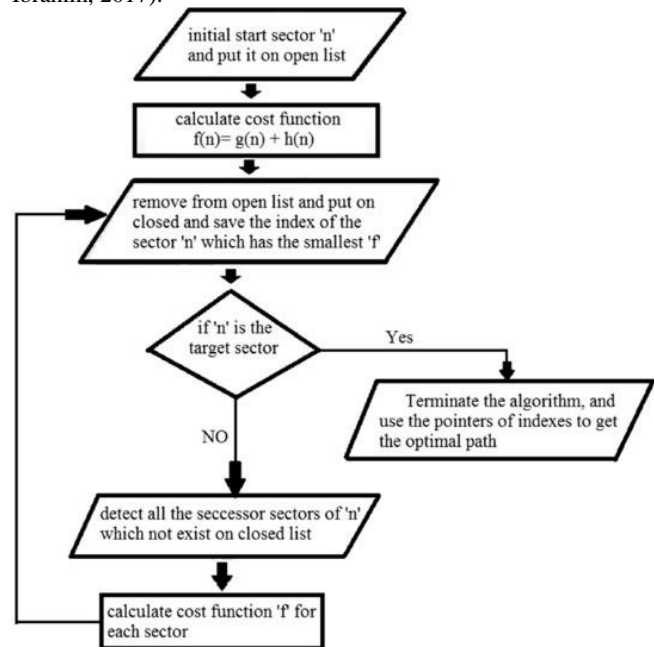 Ibrahim, 2017).
initial start sector 'n'
and put it on open list
calculate cost function
f(n)= g(n) + h(n)
remove from open list and put on
closed and save the index of the
sector 'n' which has the smallest 'f'
if 'n' is the
target sector
Yes
Terminate the algorithm, and
use the pointers of indexes to get
the optimal path
NO
detect all the seccessor sectors of 'n'
which not exist on closed list
calculate cost function 'f' for
each sector